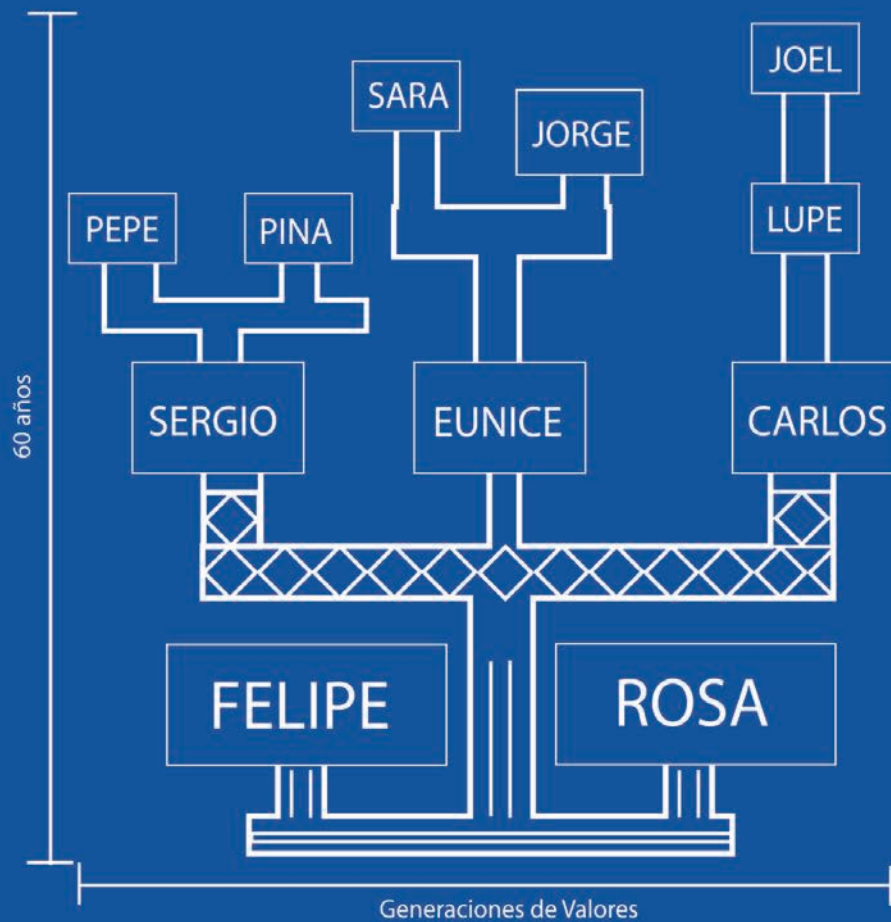 JOEL
SARA
JORGE
PEPE
PINA
LUPE
60 años
SERGIO
EUNICE
CARLOS
FELIPE
ROSA
Generaciones de Valores